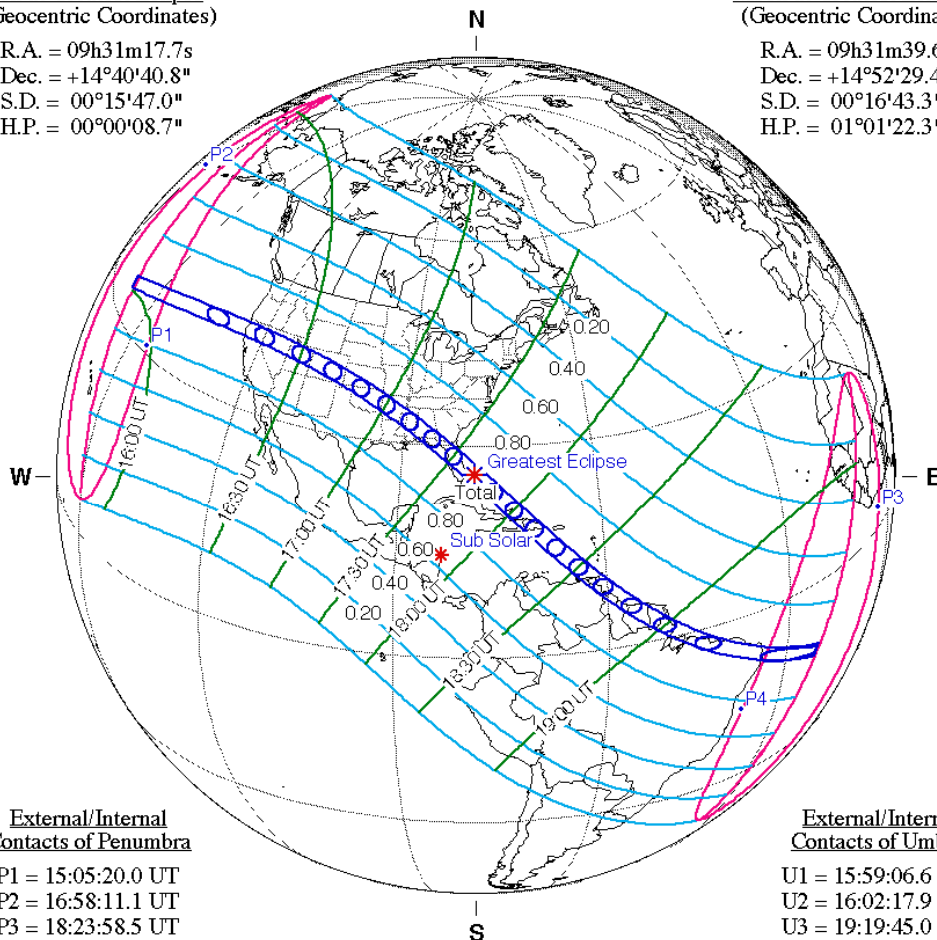 Geocentric Coordinates)
R.A. = 09h31m17.7s
Dec. = +14°40'40.8"
S.D. = 00°15'47.0"
H.P. = 00°00'08.7"
N
(Geocentric Coordina
R.A. = 09h31m39.6
Dec. = +14°52'29.4
S.D. = 00°16'43.3'
H.P. = 01°01'22.3'
P2
P1
0.20
0.40
0.60
0.80
Greatest Eclipse
Total
W
E
P3
0.80
Sub Solar
0.60
0.40
0.20
16:00 UT
16:30 UT
17:00 UT
17:30 UT
18:00 UT
18:30 UT
19:00 UT
P4
External/Internal
Contacts of Penumbra
P1 = 15:05:20.0 UT
P2 = 16:58:11.1 UT
P3 = 18:23:58.5 UT
S
External/Intern
Contacts of Uml
U1 = 15:59:06.6
U2 = 16:02:17.9
U3 = 19:19:45.0